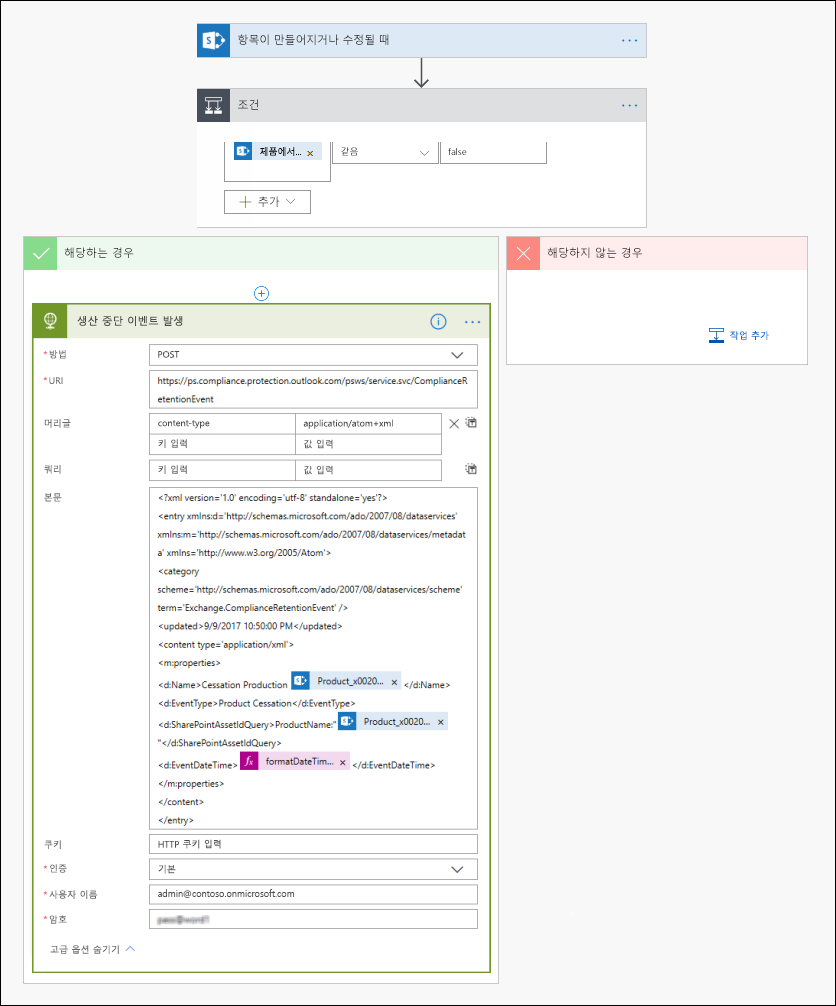 항목이 만들어지거나 수정될 때
조건
제품에서...
같음
false
추가
해당하는 경우
해당하지 않는 경우
작업 추가
생산 중단 이벤트 발생
*방법
POST
*URI
https://ps.compliance.protection.outlook.com/psws/service.svc/ComplianceR
etentionEvent
머리글
content-type application/atom+xml
키 입력 값 입력
쿼리
키 입력 값 입력
본문
<?xml version='1.0' encoding='utf-8' standalone='yes'?>
<entry xmlns:d='http://schemas.microsoft.com/ado/2007/08/dataservices'
xmlns:m='http://schemas.microsoft.com/ado/2007/08/dataservices/metadat
a' xmlns='http://www.w3.org/2005/Atom'>
<category
scheme='http://schemas.microsoft.com/ado/2007/08/dataservices/scheme'
term='Exchange.ComplianceRetentionEvent' />
<updated>9/9/2017 10:50:00 PM</updated>
<content type='application/xml'>
<m:properties>
<d:Name>Cessation Production Product_x0020... </d:Name>
<d:EventType>Product Cessation</d:EventType>
<d:SharePointAssetIdQuery>ProductName:" Product_x0020...
"</d:SharePointAssetIdQuery>
<d:EventDateTime> fx formatDateTim... </d:EventDateTime>
</m:properties>
</content>
</entry>
쿠키
HTTP 쿠키 입력
*인증
기본
*사용자 이름
admin@contoso.onmicrosoft.com
*암호
고급 옵션 숨기기